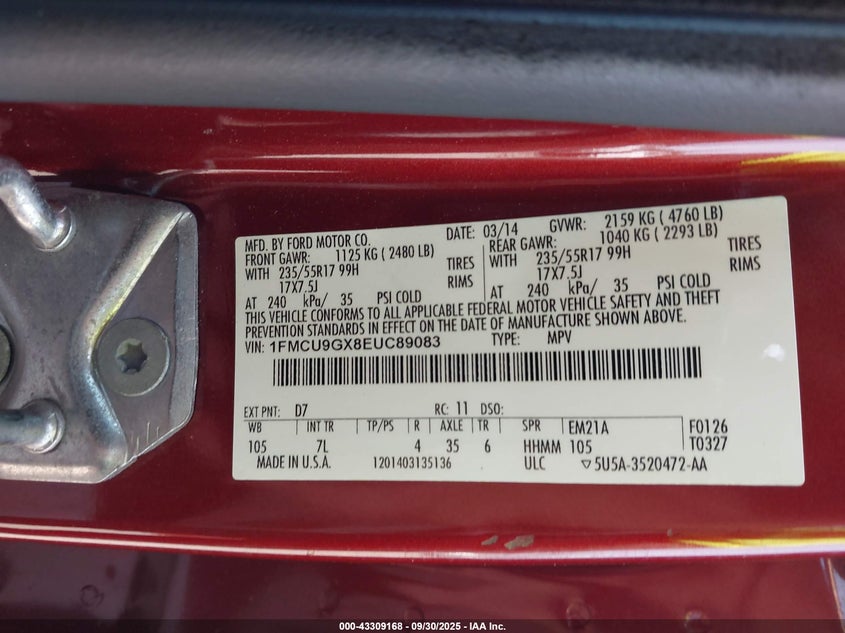 MFD. BY FORD MOTOR CO. DATE: 03/14 GVWR: 2159 KG ( 4760 LB)
FRONT GAWR: 1125 KG ( 2480 LB) REAR GAWR: 1040 KG ( 2293 LB)
WITH 235/55R17 99H TIRES WITH 235/55R17 99H TIRES
17X7.5J RIMS 17X7.5J RIMS
AT 240 kPa/ 35 PSI COLD AT 240 kPa/ 35 PSI COLD
THIS VEHICLE CONFORMS TO ALL APPLICABLE FEDERAL MOTOR VEHICLE SAFETY AND THEFT
PREVENTION STANDARDS IN EFFECT ON THE DATE OF MANUFACTURE SHOWN ABOVE.
VIN: 1FMCU9GX8EUC89083 TYPE: MPV
EXT PNT: D7 RC: 11 DSO:
WB INT TR TP/PS R AXLE TR SPR EM21A F0126
105 7L 4 35 6 HHMM 105 T0327
MADE IN U.S.A. 1201403135136 ULC ▽5U5A-3520472-AA
000-43309168 - 09/30/2025 - IAA Inc.